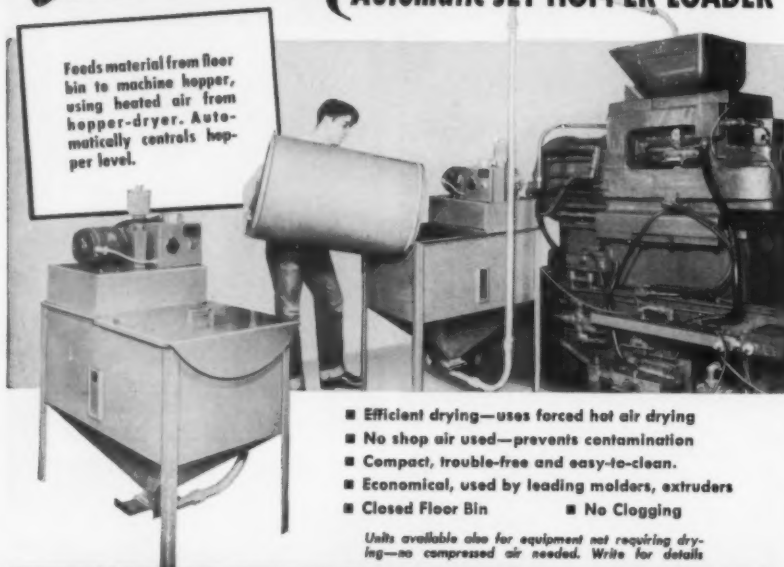 Automatic JET HOPPER LOADER
Feeds material from floor
bin to machine hopper,
using heated air from
hopper-dryer. Auto-
matically controls hop-
per level.
■ Efficient drying—uses forced hot air drying
■ No shop air used—prevents contamination
■ Compact, trouble-free and easy-to-clean.
■ Economical, used by leading molders, extruders
■ Closed Floor Bin ■ No Clogging
Units available also for equipment not requiring dry-
ing—no compressed air needed. Write for details